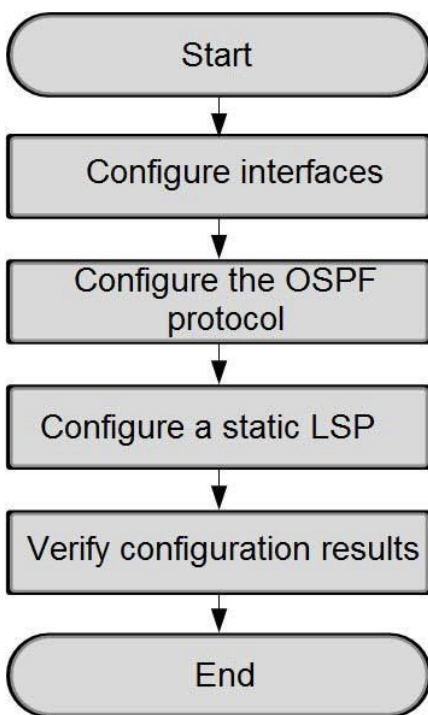 Start
Configure interfaces
Configure the OSPF
protocol
Configure a static LSP
Verify configuration results
End